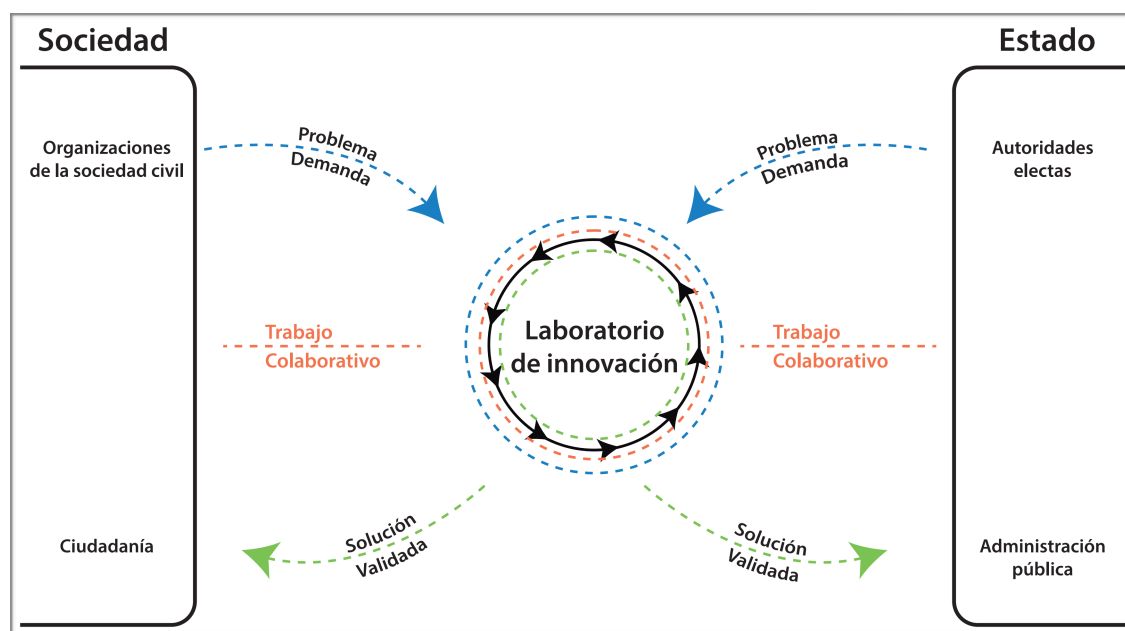 Sociedad
Estado
Organizaciones
de la sociedad civil
Problema
Demanda
Problema
Demanda
Autoridades
electas
Trabajo
Colaborativo
Laboratorio
de innovación
Trabajo
Colaborativo
Ciudadanía
Solución
Validada
Solución
Validada
Administración
pública